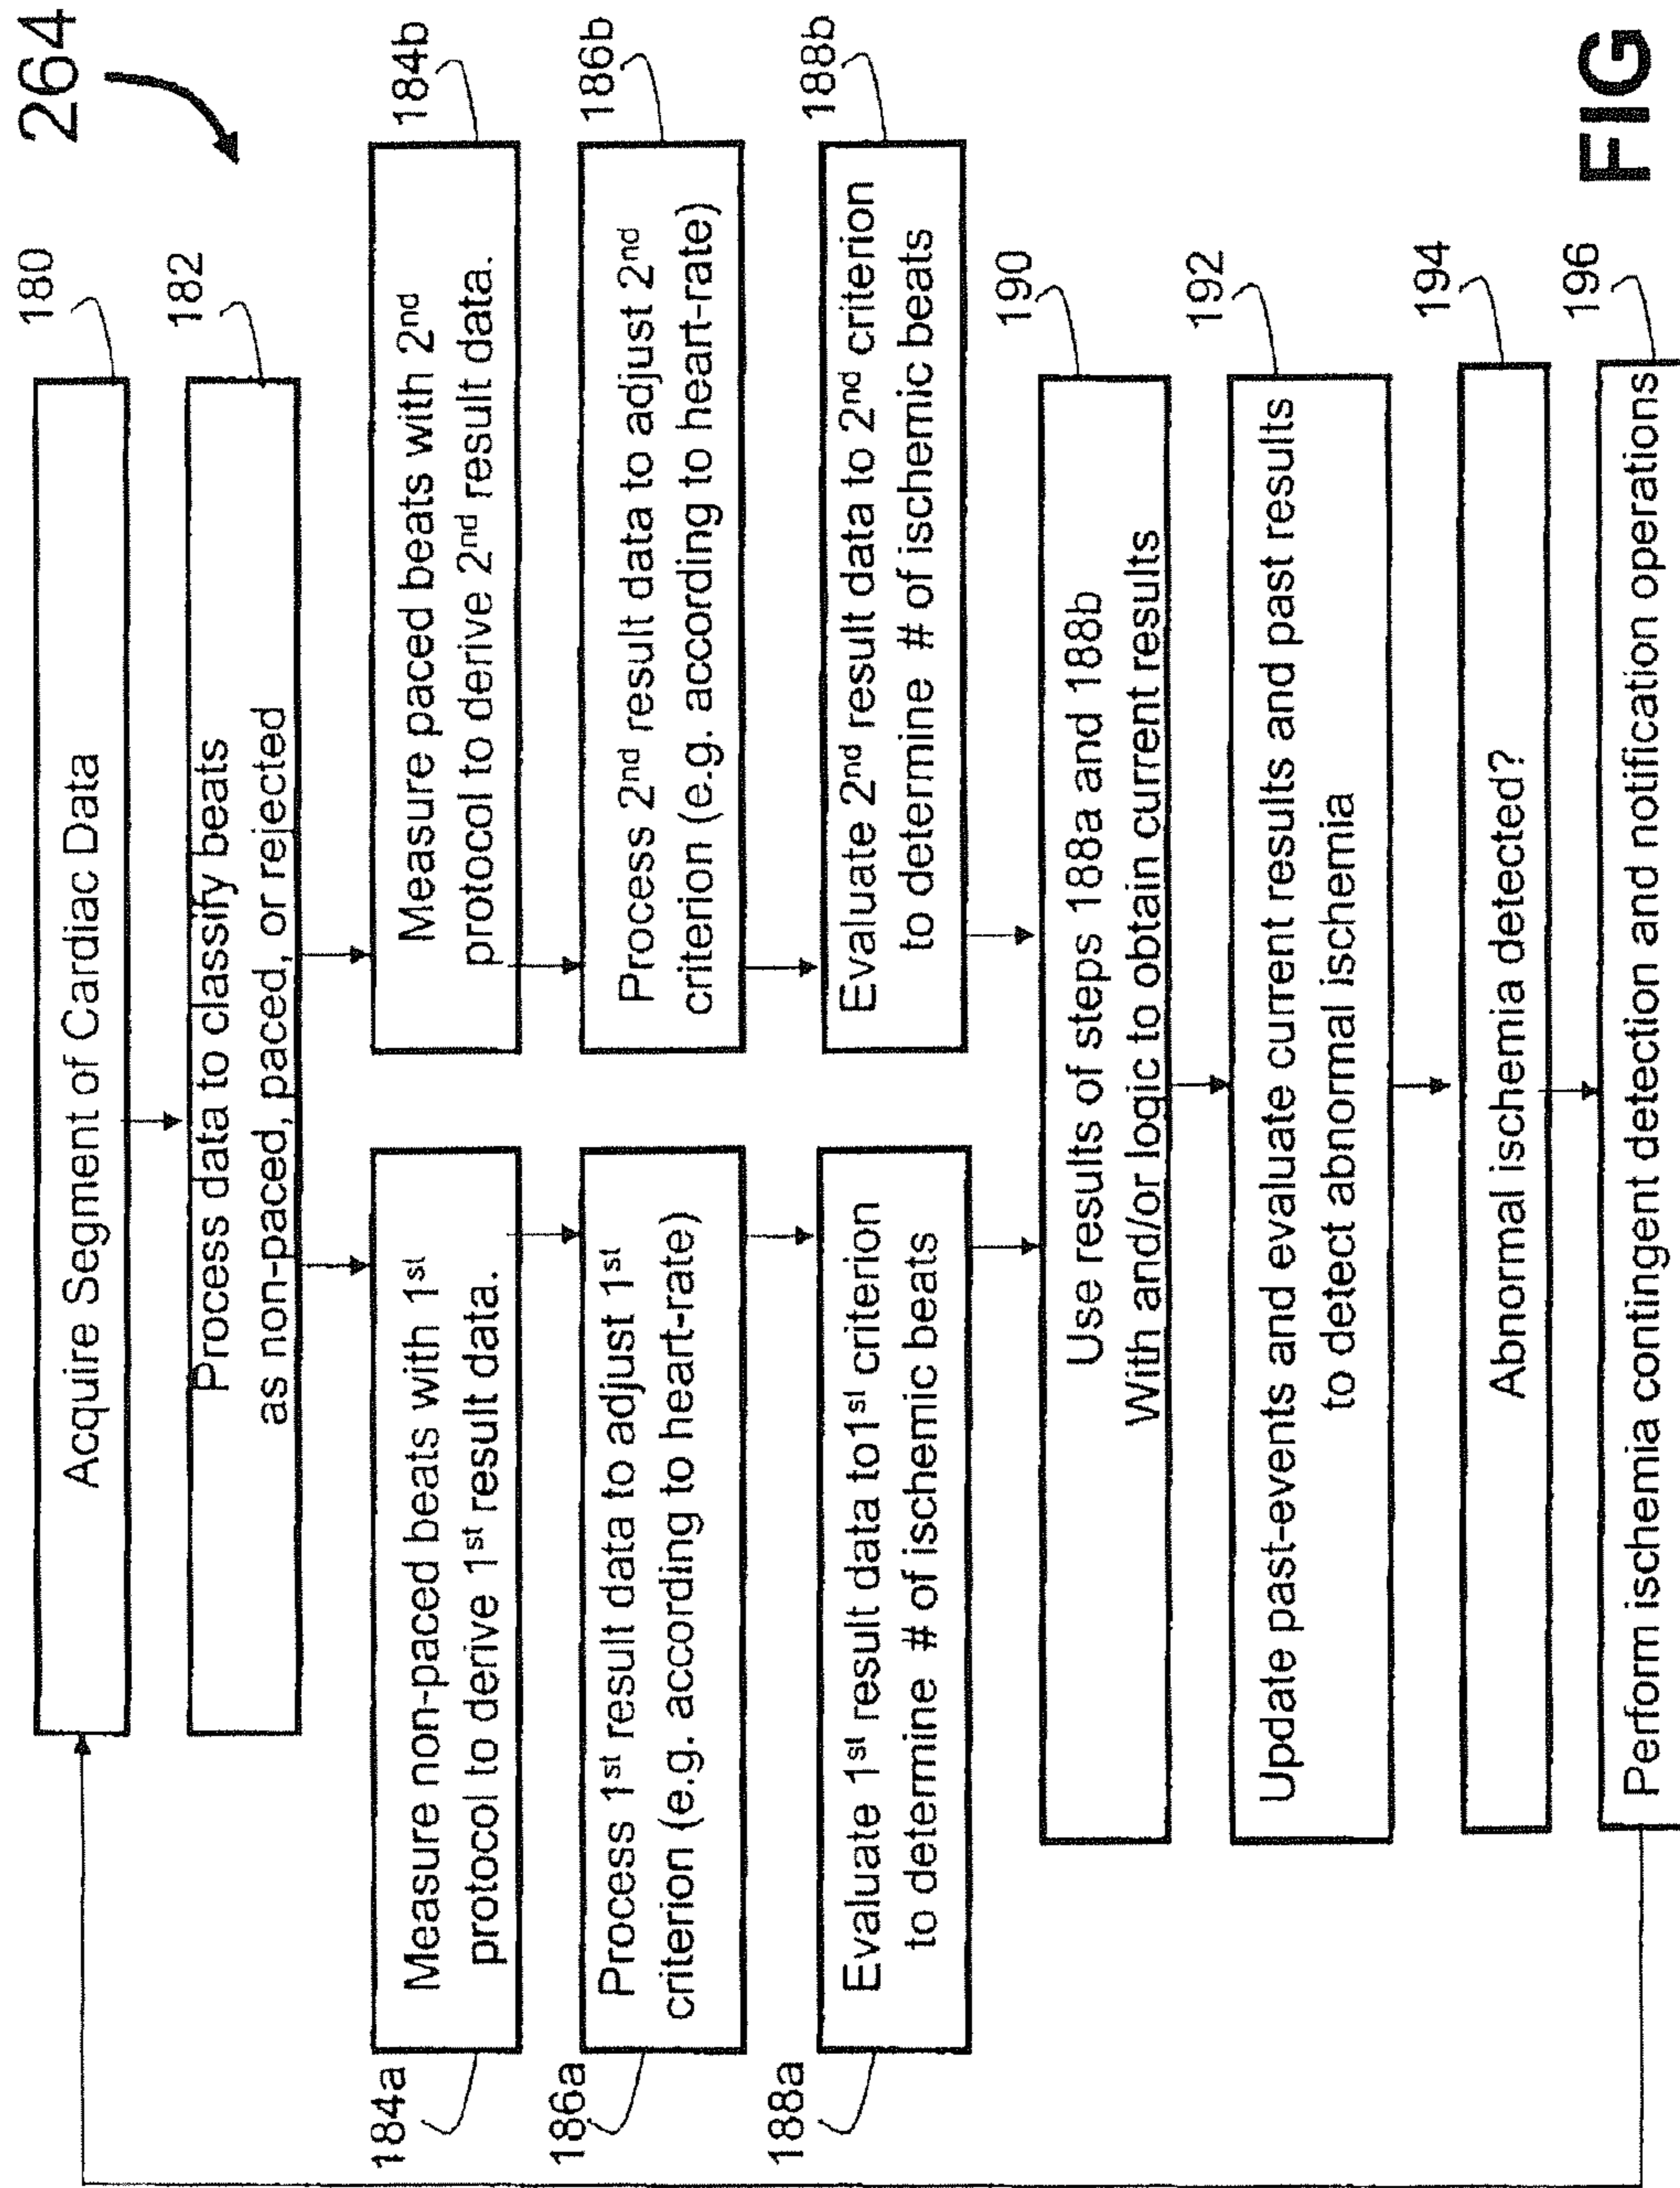 264
180
Acquire Segment of Cardiac Data
182
Process data to classify beats
as non-paced, paced, or rejected
184a
Measure non-paced beats with 1st
protocol to derive 1st result data.
184b
Measure paced beats with 2nd
protocol to derive 2nd result data.
186a
Process 1st result data to adjust 1st
criterion (e.g. according to heart-rate)
186b
Process 2nd result data to adjust 2nd
criterion (e.g. according to heart-rate)
188a
Evaluate 1st result data to1st criterion
to determine # of ischemic beats
188b
Evaluate 2nd result data to 2nd criterion
to determine # of ischemic beats
190
Use results of steps 188a and 188b
With and/or logic to obtain current results
192
Update past-events and evaluate current results and past results
to detect abnormal ischemia
194
Abnormal ischemia detected?
196
Perform ischemia contingent detection and notification operations
FIG